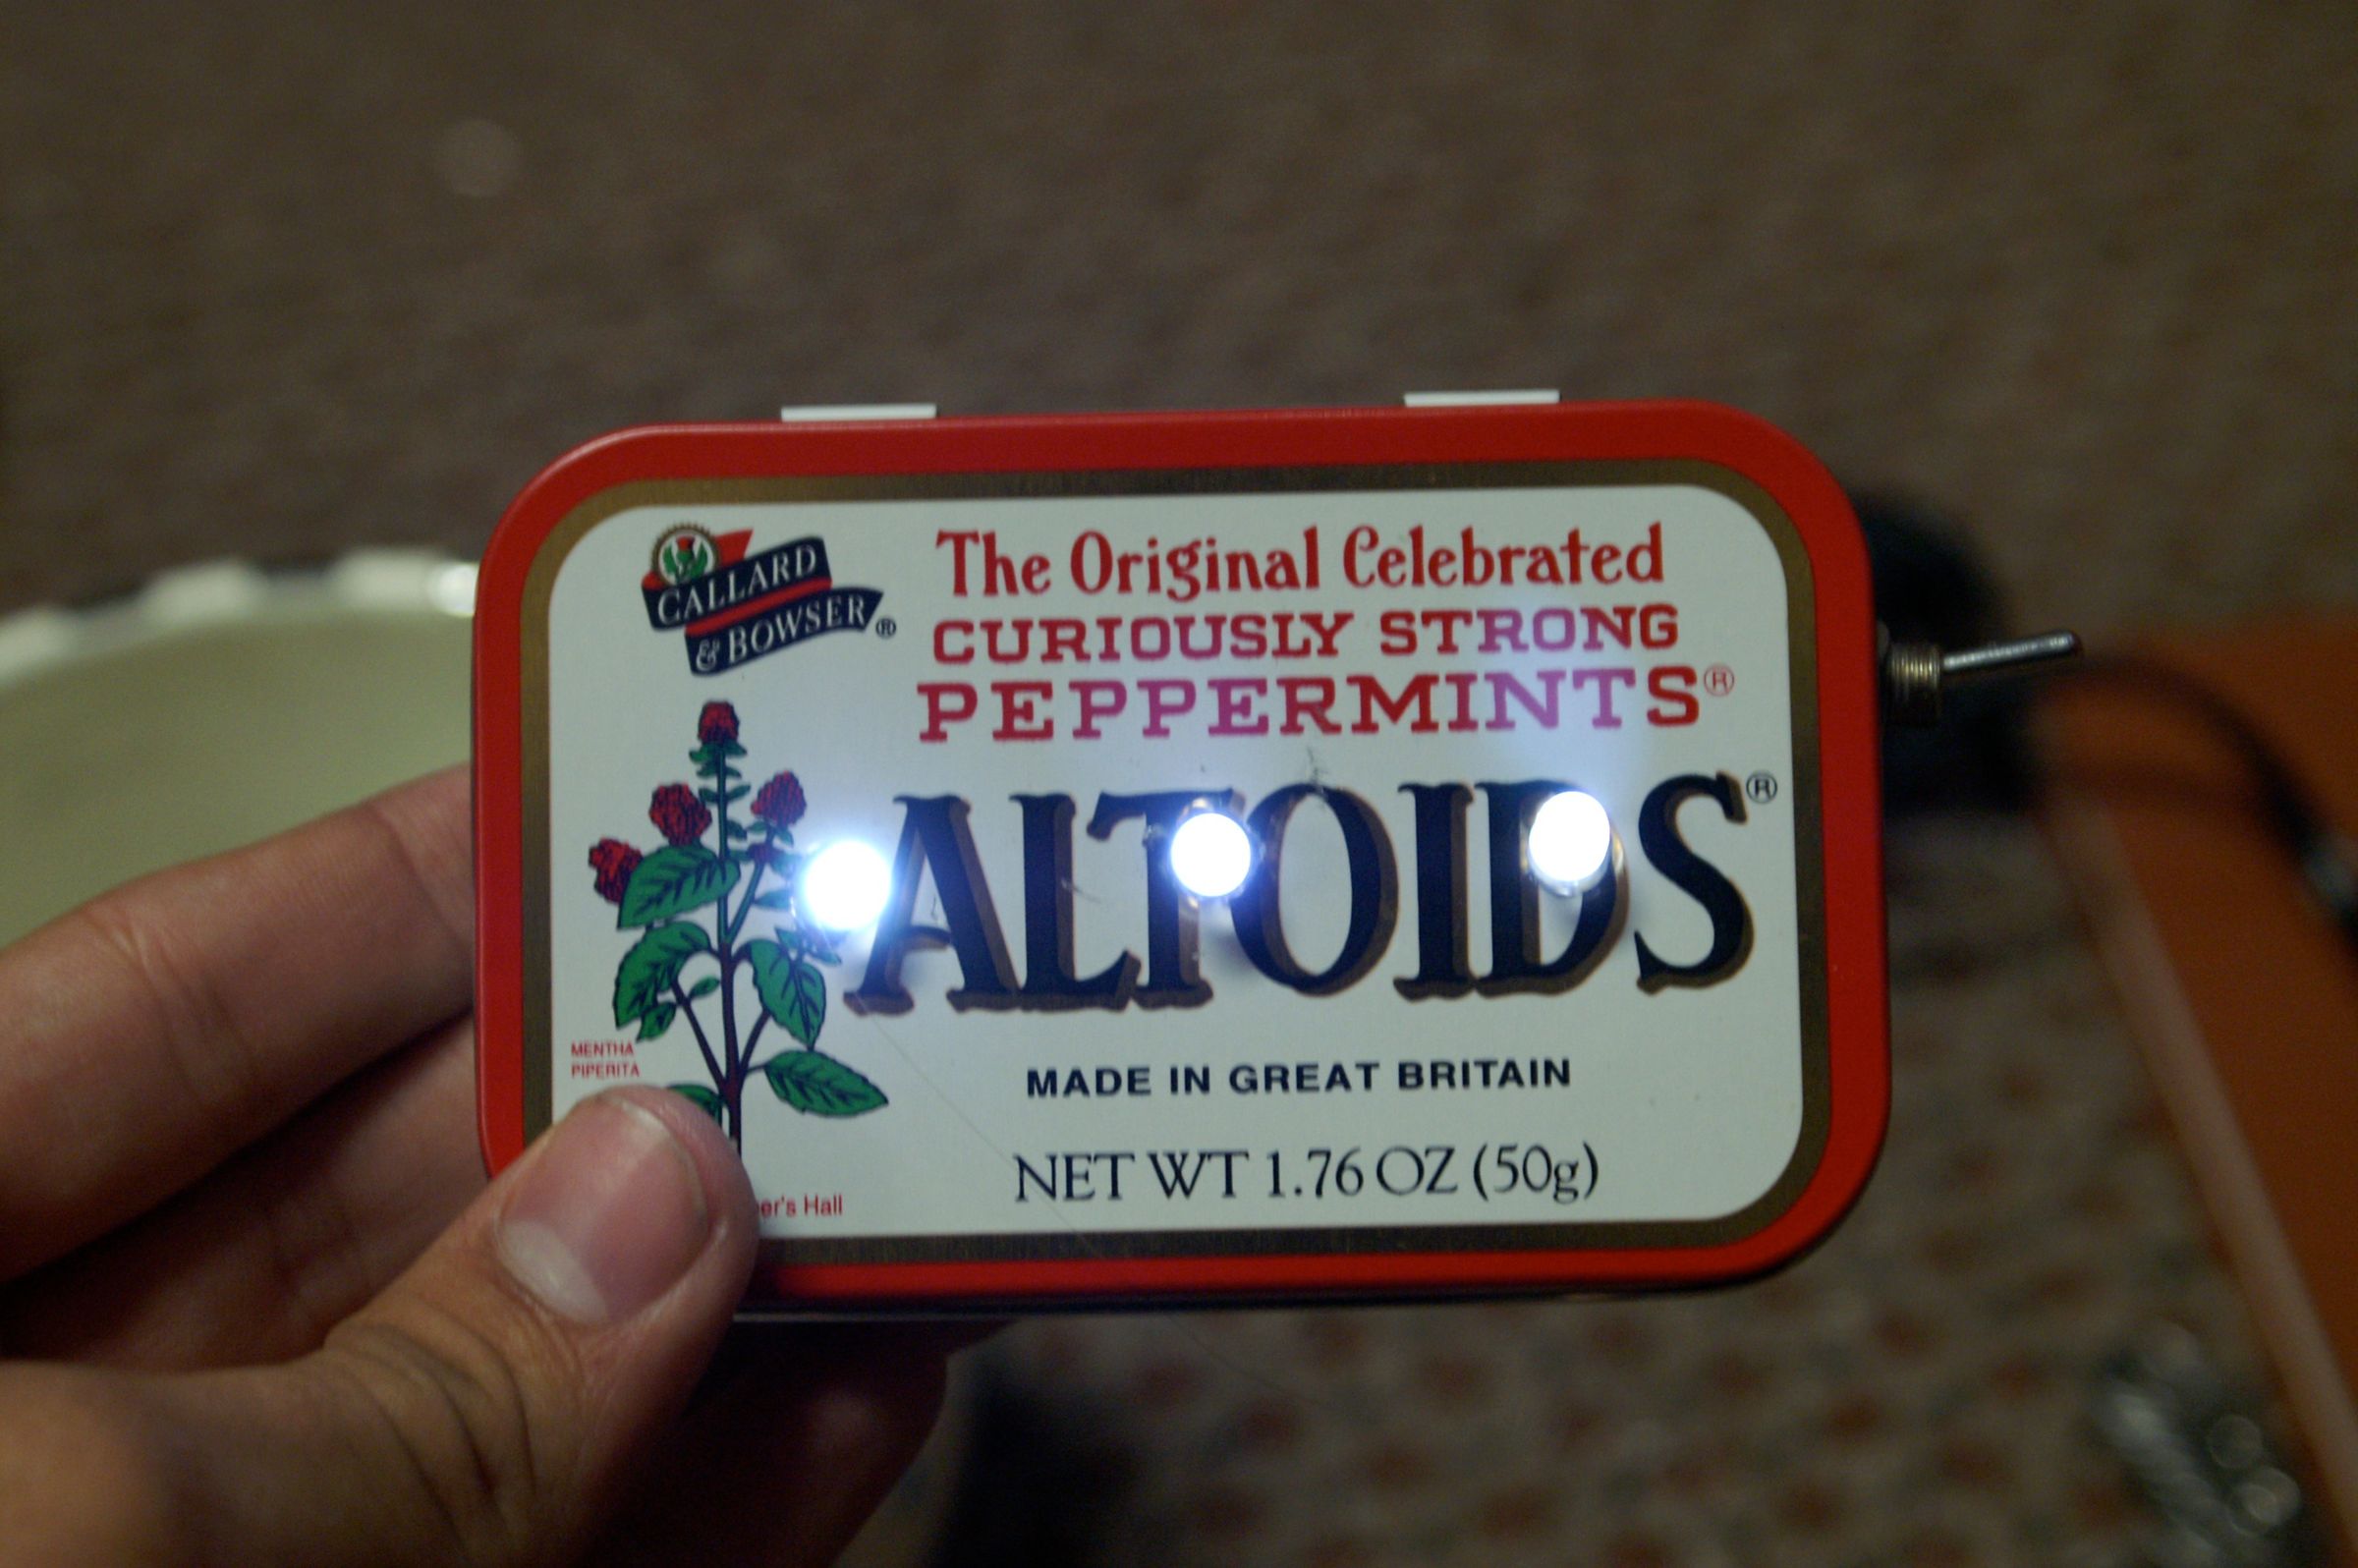 GALLARD
& BOWSER®
The Original Celebrated
CURIOUSLY STRONG
PEPPERMINTS®
ALTOIDS®
MENTHA
PIPERITA
MADE IN GREAT BRITAIN
NET WT 1.76 OZ (50g)
Hall